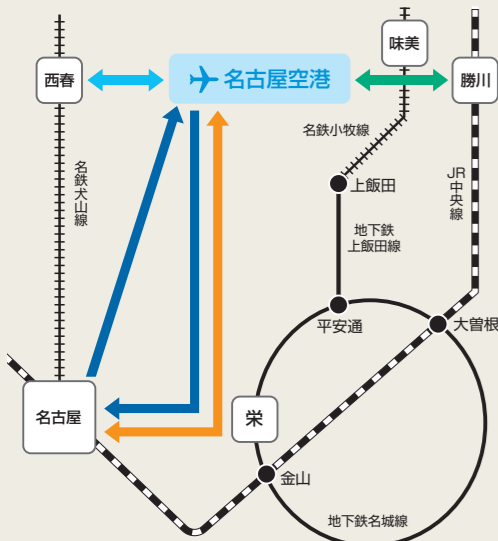 味美
西春
名古屋空港
勝川
名鉄小牧線
名鉄犬山線
上飯田
JR中央線
地下鉄
上飯田線
平安通
大曽根
名古屋
栄
金山
地下鉄名城線